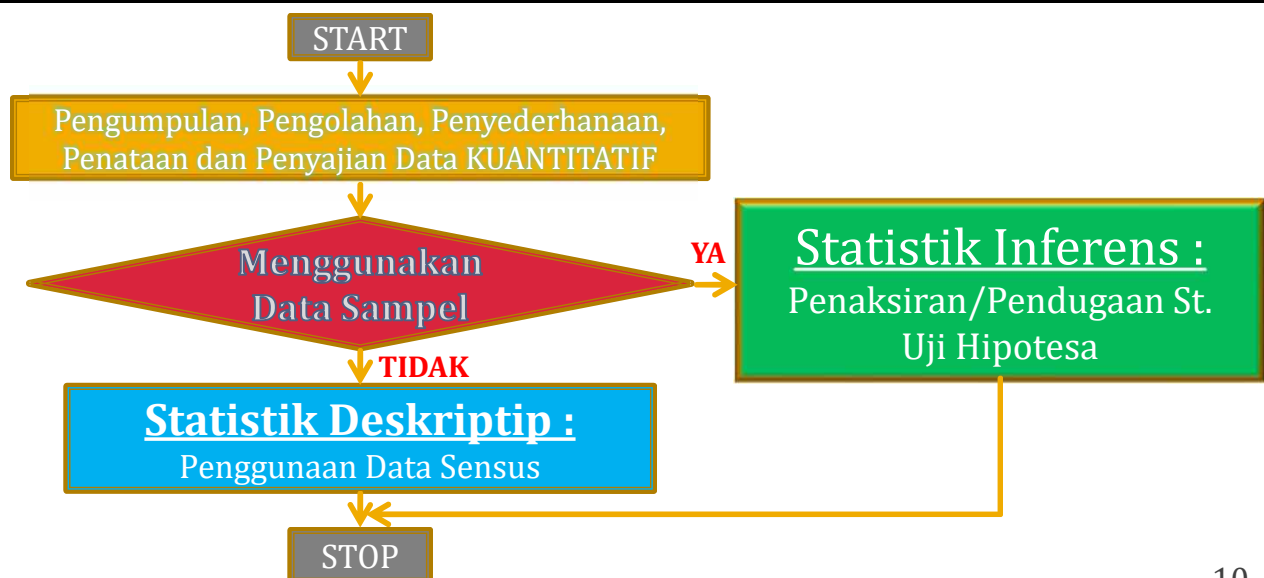 START
Pengumpulan, Pengolahan, Penyederhanaan,
Penataan dan Penyajian Data KUANTITATIF
Menggunakan
Data Sampel
YA
Statistik Inferens :
Penaksiran/Pendugaan St.
Uji Hipotesa
TIDAK
Statistik Deskriptip :
Penggunaan Data Sensus
STOP
10